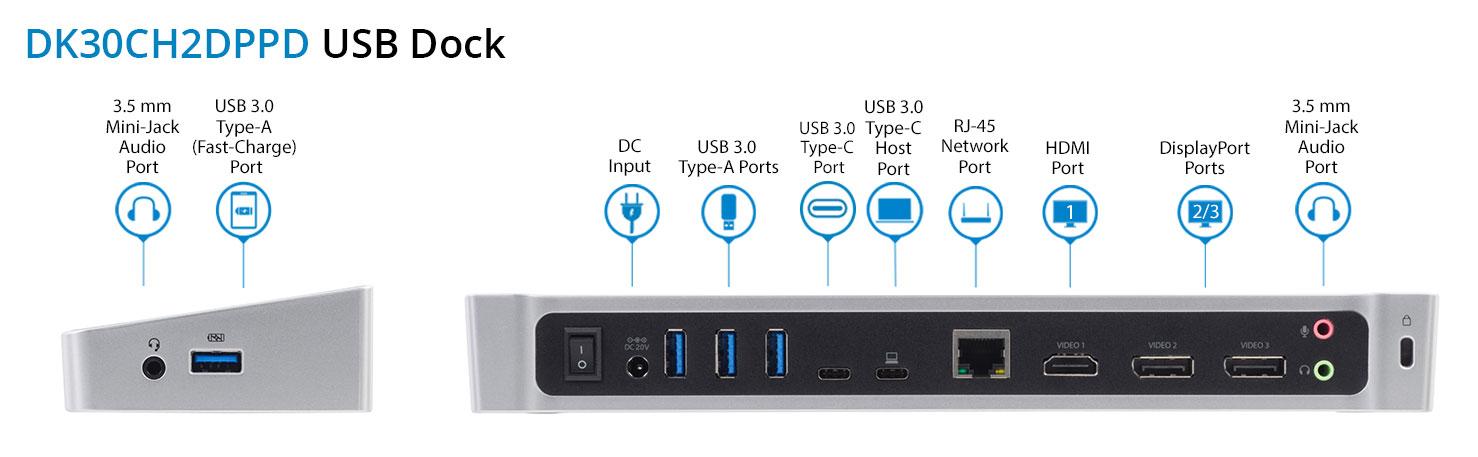 DK30CH2DPPD USB Dock
3.5 mm
Mini-Jack
Audio
Port
USB 3.0
Type-A
(Fast-Charge)
Port
DC
Input
USB 3.0
Type-A Ports
USB 3.0
Type-C
Port
USB 3.0
Type-C
Host
Port
RJ-45
Network
Port
HDMI
Port
DisplayPort
Ports
3.5 mm
Mini-Jack
Audio
Port
1
2/3
DC 20V
VIDEO 1
VIDEO 2
VIDEO 3